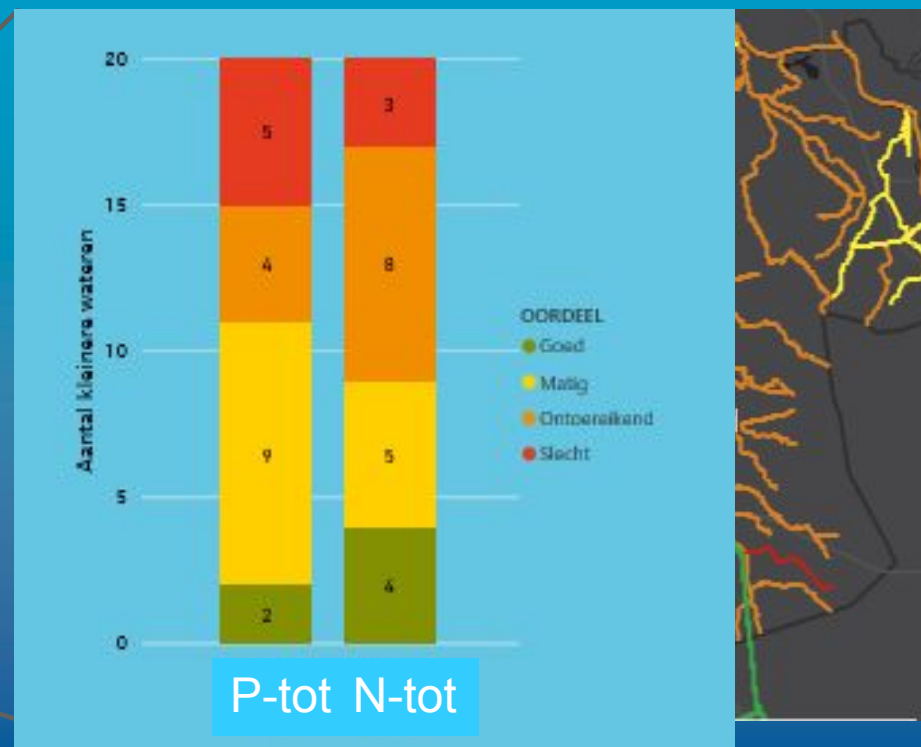 Aantal kleinere wateren
20
15
10
5
0
5
4
9
2
3
8
5
4
P-tot N-tot
OORDEEL
Goed
Matig
Ontoereikend
Slecht